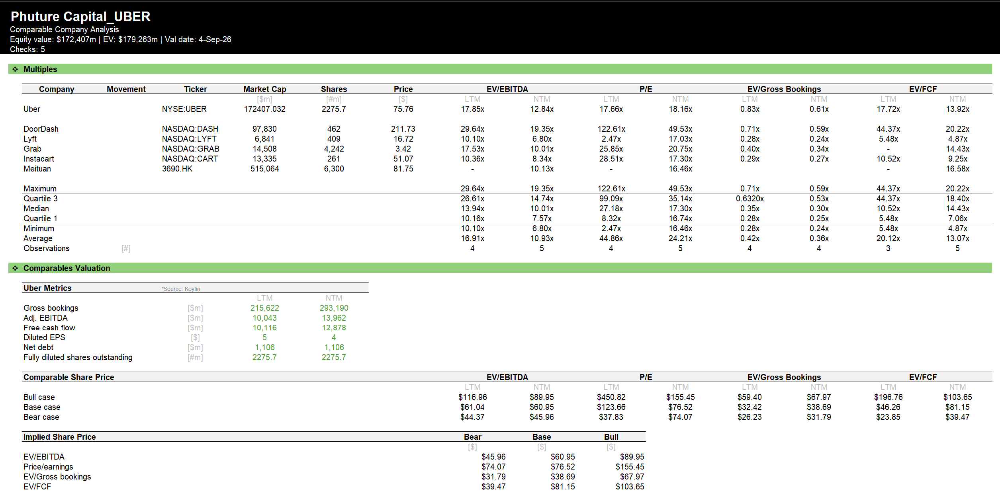 Phuture Capital_UBER
Comparable Company Analysis
Equity value: $172,407m | EV: $179,263m | Val date: 4-Sep-26
Checks: 5
❖ Multiples
Company Movement Ticker Market Cap Shares Price EV/EBITDA P/E EV/Gross Bookings EV/FCF
[$m] [#m] [$] LTM NTM LTM NTM LTM NTM LTM NTM
Uber NYSE:UBER 172407.032 2275.7 75.76 17.85x 12.84x 17.66x 18.16x 0.83x 0.61x 17.72x 13.92x
DoorDash NASDAQ:DASH 97,830 462 211.73 29.64x 19.35x 122.61x 49.53x 0.71x 0.59x 44.37x 20.22x
Lyft NASDAQ:LYFT 6,841 409 16.72 10.10x 6.80x 2.47x 17.03x 0.28x 0.24x 5.48x 4.87x
Grab NASDAQ:GRAB 14,508 4,242 3.42 17.53x 10.01x 25.85x 20.75x 0.40x 0.34x - 14.43x
Instacart NASDAQ:CART 13,335 261 51.07 10.36x 8.34x 28.51x 17.30x 0.29x 0.27x 10.52x 9.25x
Meituan 3690.HK 515,064 6,300 81.75 - 10.13x - 16.46x - 16.58x
Maximum 29.64x 19.35x 122.61x 49.53x 0.71x 0.59x 44.37x 20.22x
Quartile 3 26.61x 14.74x 99.09x 35.14x 0.6320x 0.53x 44.37x 18.40x
Median 13.94x 10.01x 27.18x 17.30x 0.35x 0.30x 10.52x 14.43x
Quartile 1 10.16x 7.57x 8.32x 16.74x 0.28x 0.25x 5.48x 7.06x
Minimum 10.10x 6.80x 2.47x 16.46x 0.28x 0.24x 5.48x 4.87x
Average 16.91x 10.93x 44.86x 24.21x 0.42x 0.36x 20.12x 13.07x
Observations [#] 4 5 4 5 4 4 3 5
❖ Comparables Valuation
Uber Metrics *Source: Koyfin
LTM NTM
Gross bookings [$m] 215,622 293,190
Adj. EBITDA [$m] 10,043 13,962
Free cash flow [$m] 10,116 12,878
Diluted EPS [$] 5 4
Net debt [$m] 1,106 1,106
Fully diluted shares outstanding [#m] 2275.7 2275.7
Comparable Share Price EV/EBITDA P/E EV/Gross Bookings EV/FCF
LTM NTM LTM NTM LTM NTM LTM NTM
Bull case $116.96 $89.95 $450.82 $155.45 $59.40 $67.97 $196.76 $103.65
Base case $61.04 $60.95 $123.66 $76.52 $32.42 $38.69 $46.26 $81.15
Bear case $44.37 $45.96 $37.83 $74.07 $26.23 $31.79 $23.85 $39.47
Implied Share Price Bear Base Bull
[$] [$] [$]
EV/EBITDA $45.96 $60.95 $89.95
Price/earnings $74.07 $76.52 $155.45
EV/Gross bookings $31.79 $38.69 $67.97
EV/FCF $39.47 $81.15 $103.65